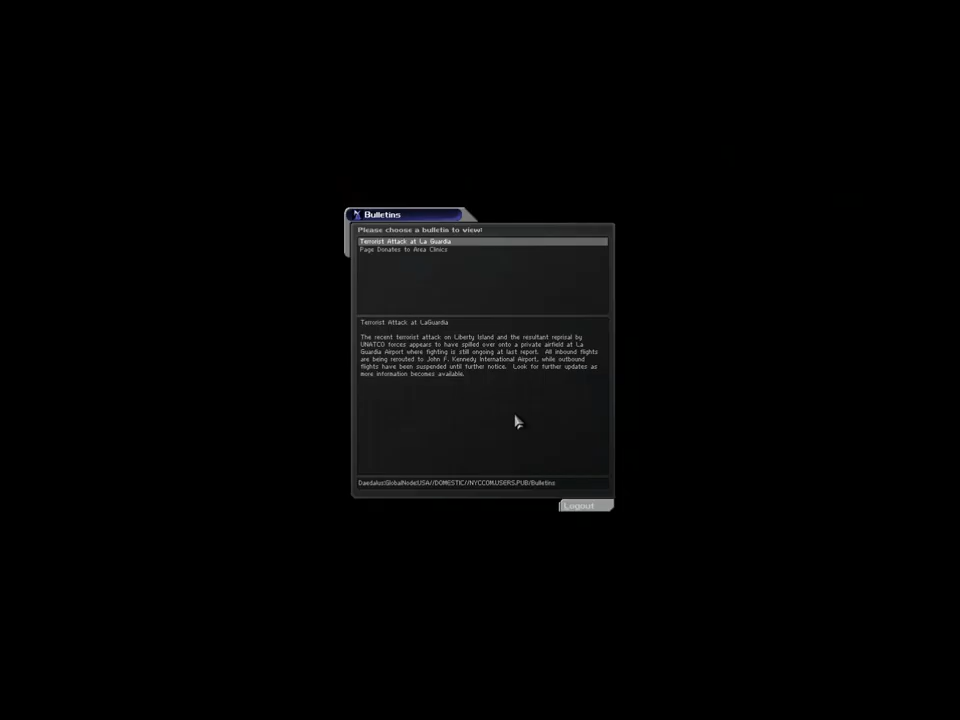 Bulletins
Please choose a bulletin to view:
Terrorist Attack at La Guardia
Page Donates to Area Clinics
Terrorist Attack at LaGuardia
The recent terrorist attack on Liberty Island and the resultant reprisal by
UNATCO forces appears to have spilled over onto a private airfield at La
Guardia Airport where fighting is still ongoing at last report.  All inbound flights
are being rerouted to John F. Kennedy International Airport, while outbound
flights have been suspended until further notice.  Look for further updates as
more information becomes available.
Daedalus:GlobalNode:USA//DOMESTIC//NYCCOM.USERS.PUB/Bulletins
Logout